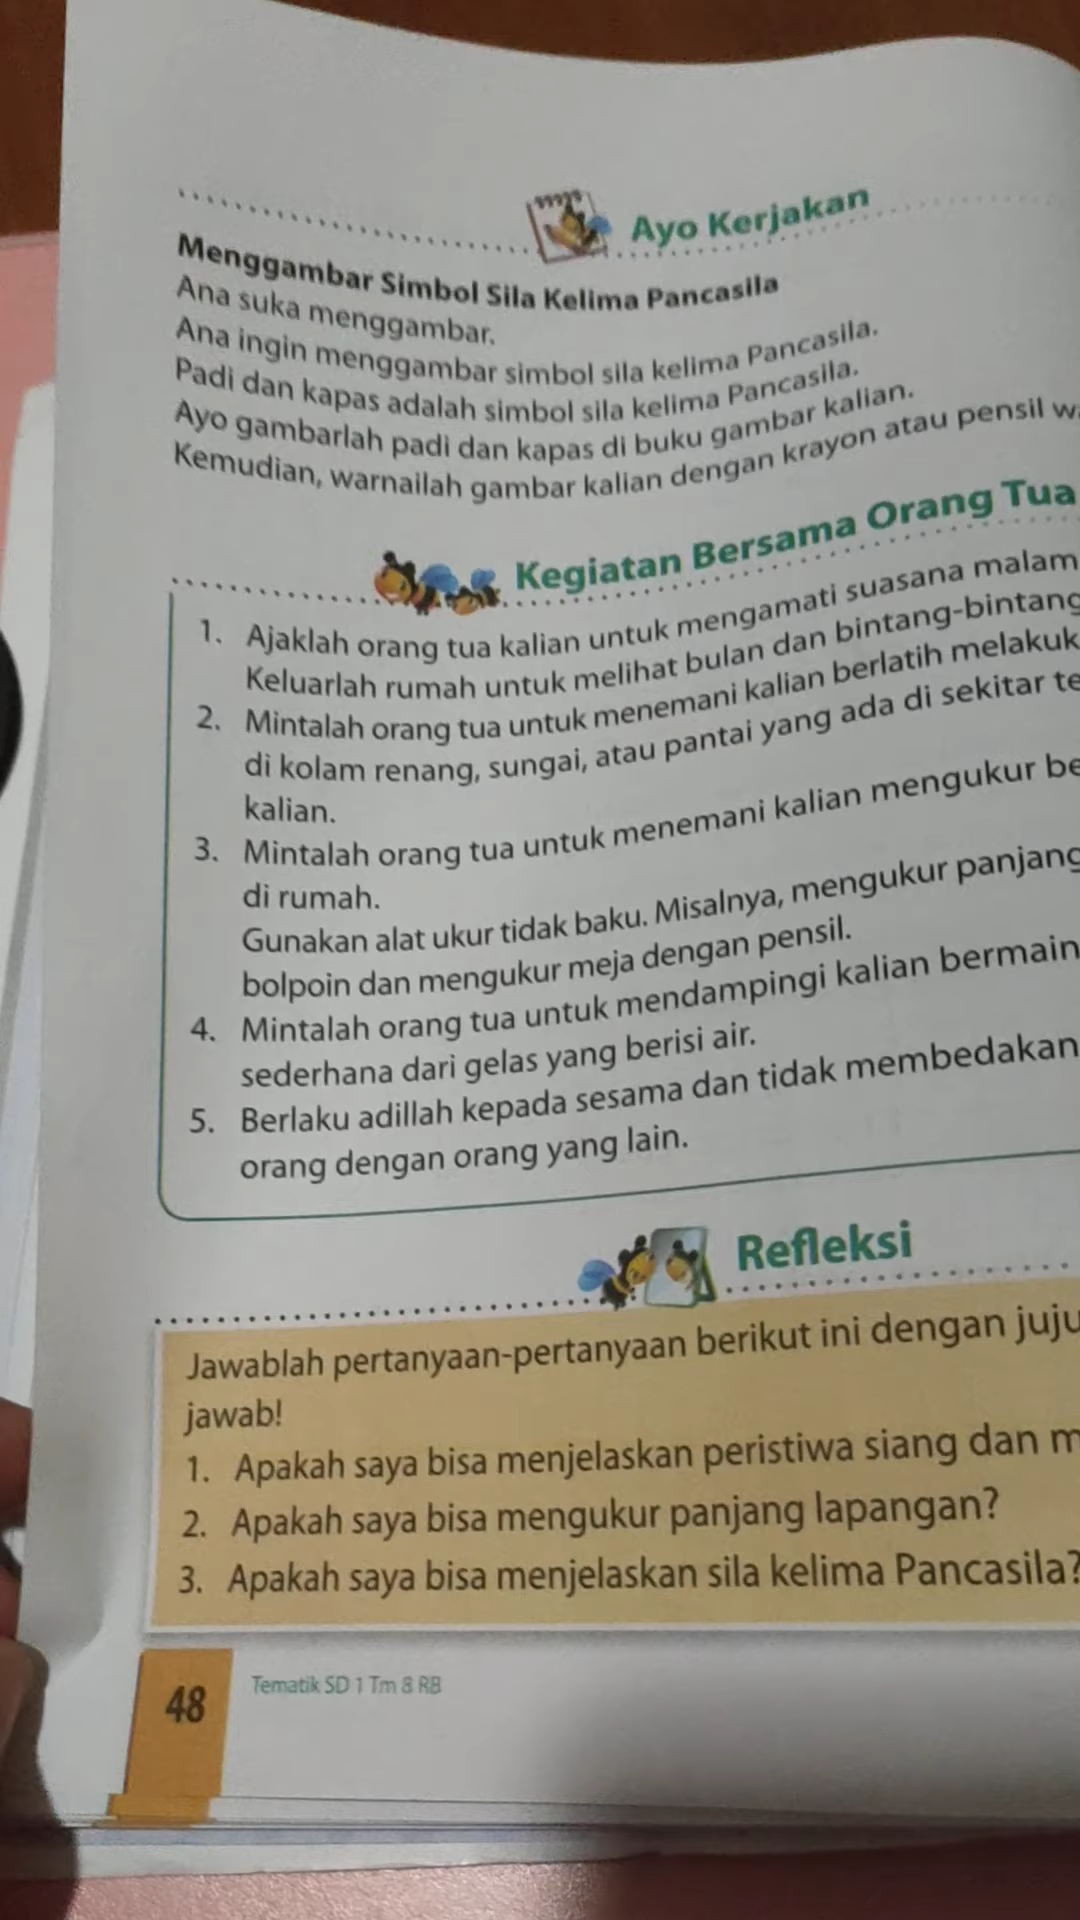 Ayo Kerjakan
Menggambar Simbol Sila Kelima Pancasila
Ana suka menggambar.
Ana ingin menggambar simbol sila kelima Pancasila.
Padi dan kapas adalah simbol sila kelima Pancasila.
Ayo gambarlah padi dan kapas di buku gambar kalian.
Kemudian, warnailah gambar kalian dengan krayon atau pensil
Kegiatan Bersama Orang Tua
1. Ajaklah orang tua kalian untuk mengamati suasana malam
Keluarlah rumah untuk melihat bulan dan bintang-bintang
2. Mintalah orang tua untuk menemani kalian berlatih
di kolam renang, sungai, atau pantai yang ada di sekitar
kalian.
3. Mintalah orang tua untuk menemani kalian mengukur
di rumah.
Gunakan alat ukur tidak baku. Misalnya, mengukur panjang
bolpoin dan mengukur meja dengan pensil.
4. Mintalah orang tua untuk mendampingi kalian bermain
sederhana dari gelas yang berisi air.
5. Berlaku adillah kepada sesama dan tidak membedakan
orang dengan orang yang lain.
Refleksi
Jawablah pertanyaan-pertanyaan berikut ini dengan
jawab!
1. Apakah saya bisa menjelaskan peristiwa siang dan
2. Apakah saya bisa mengukur panjang lapangan?
3. Apakah saya bisa menjelaskan sila kelima Pancasila?
48
Tematik SD 1 Tm 8 RB